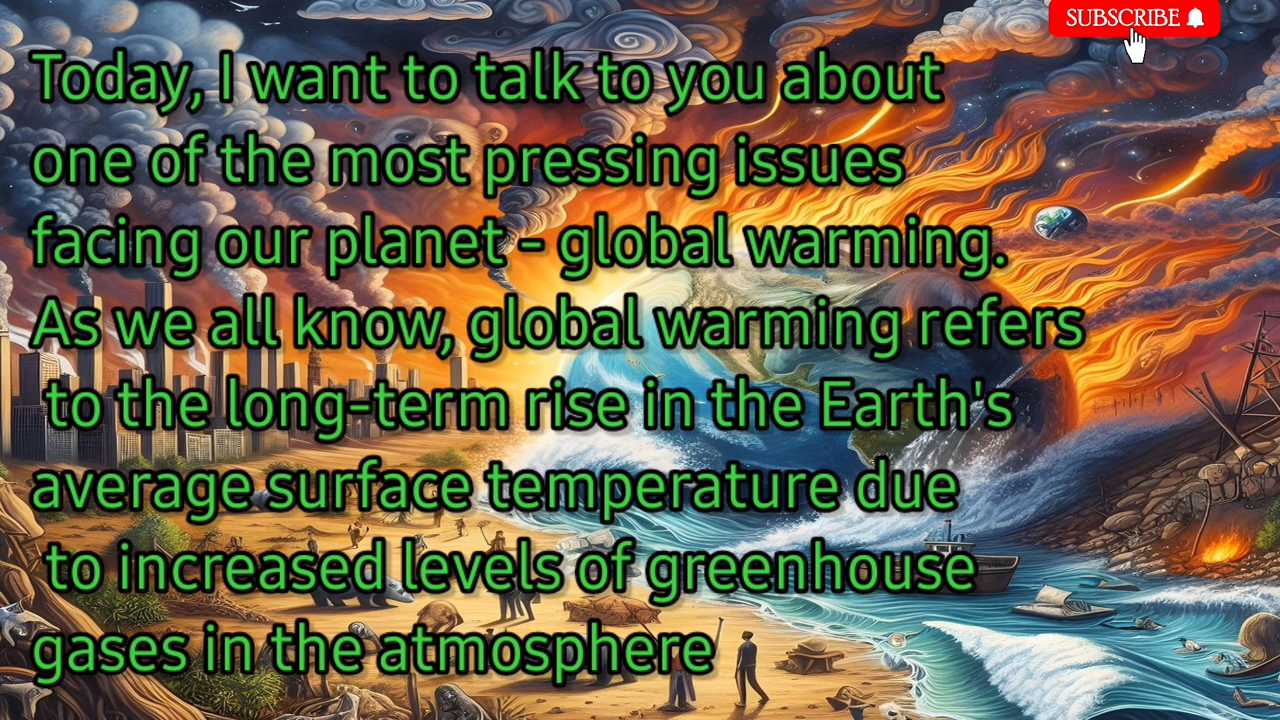 SUBSCRIBE
Today, I want to talk to you about
one of the most pressing issues
facing our planet - global warming.
As we all know, global warming refers
to the long-term rise in the Earth's
average surface temperature due
to increased levels of greenhouse
gases in the atmosphere